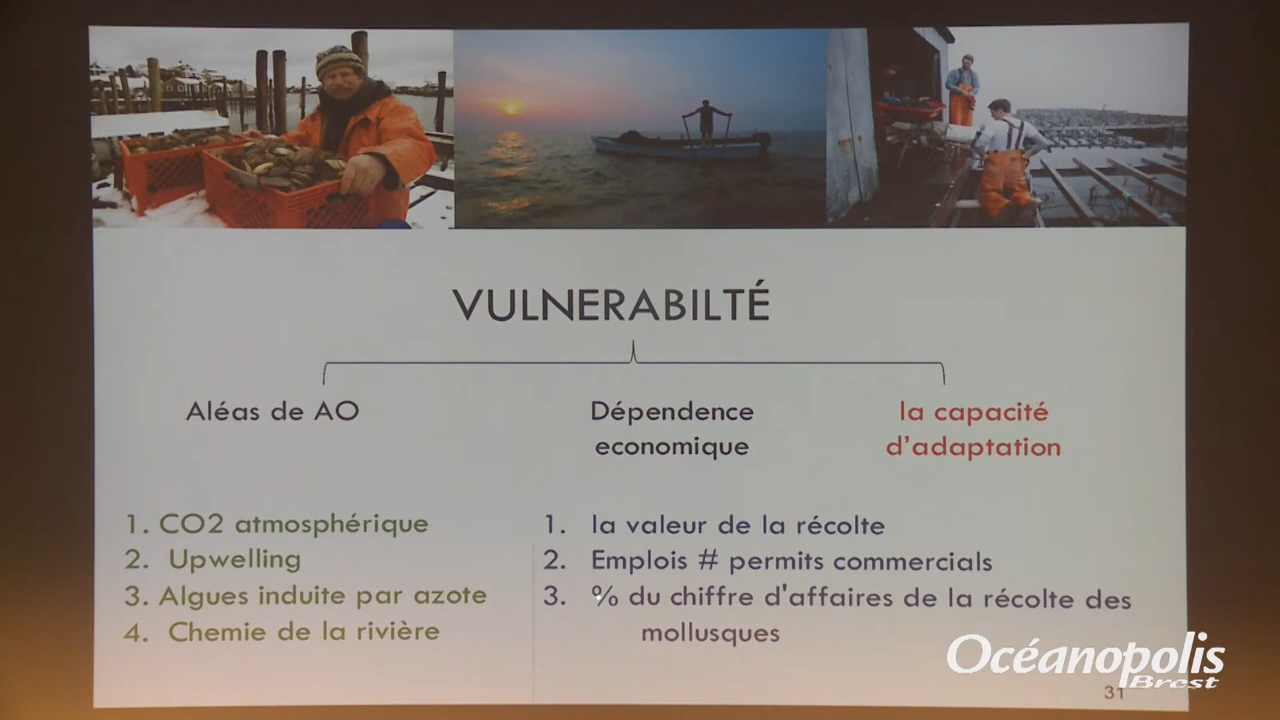 VULNERABILTÉ
Aléas de AO
Dépendence
economique
la capacité
d'adaptation
1. CO2 atmosphérique
2. Upwelling
3. Algues induite par azote
4. Chemie de la rivière
1. la valeur de la récolte
2. Emplois # permits commercials
3. % du chiffre d'affaires de la récolte des
mollusques
Océanopolis
Brest
31